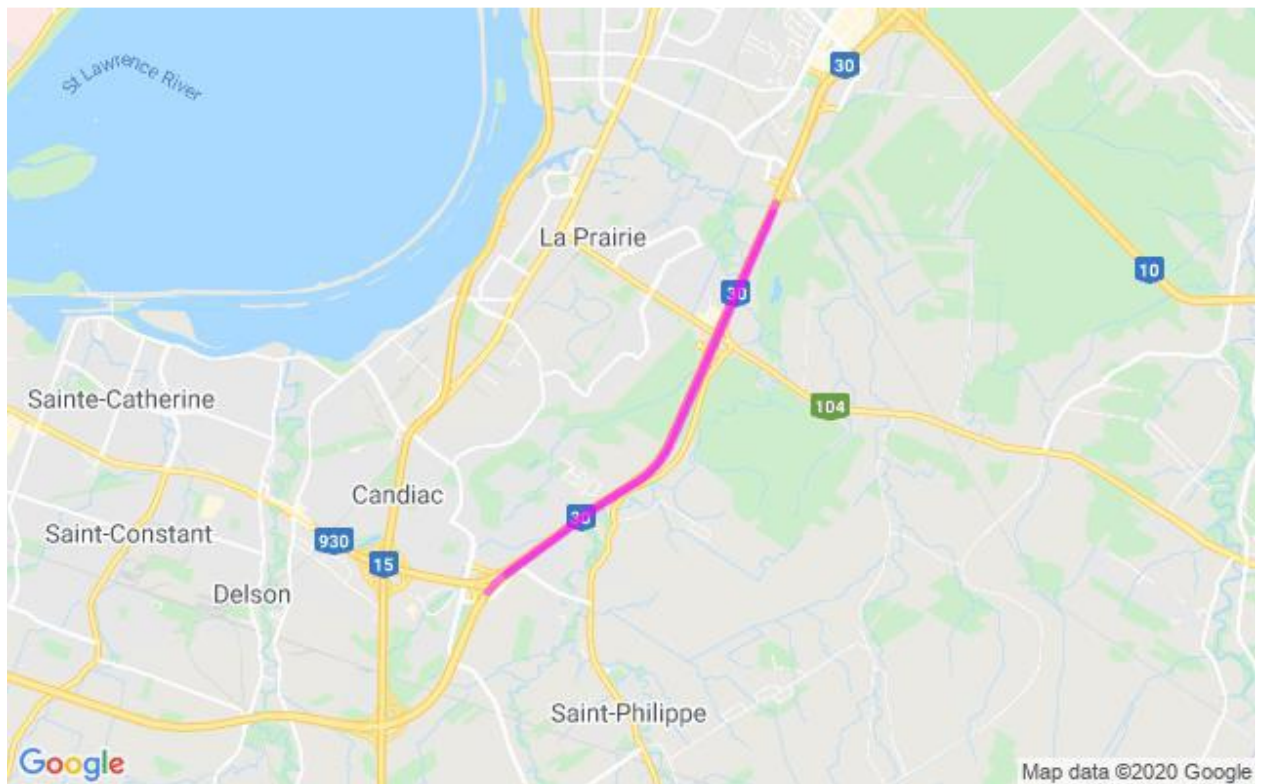 St Lawrence River
30
La Prairie
10
30
Sainte-Catherine
104
Candiac
30
Saint-Constant
930
15
Delson
Saint-Philippe
Google
Map data ©2020 Google